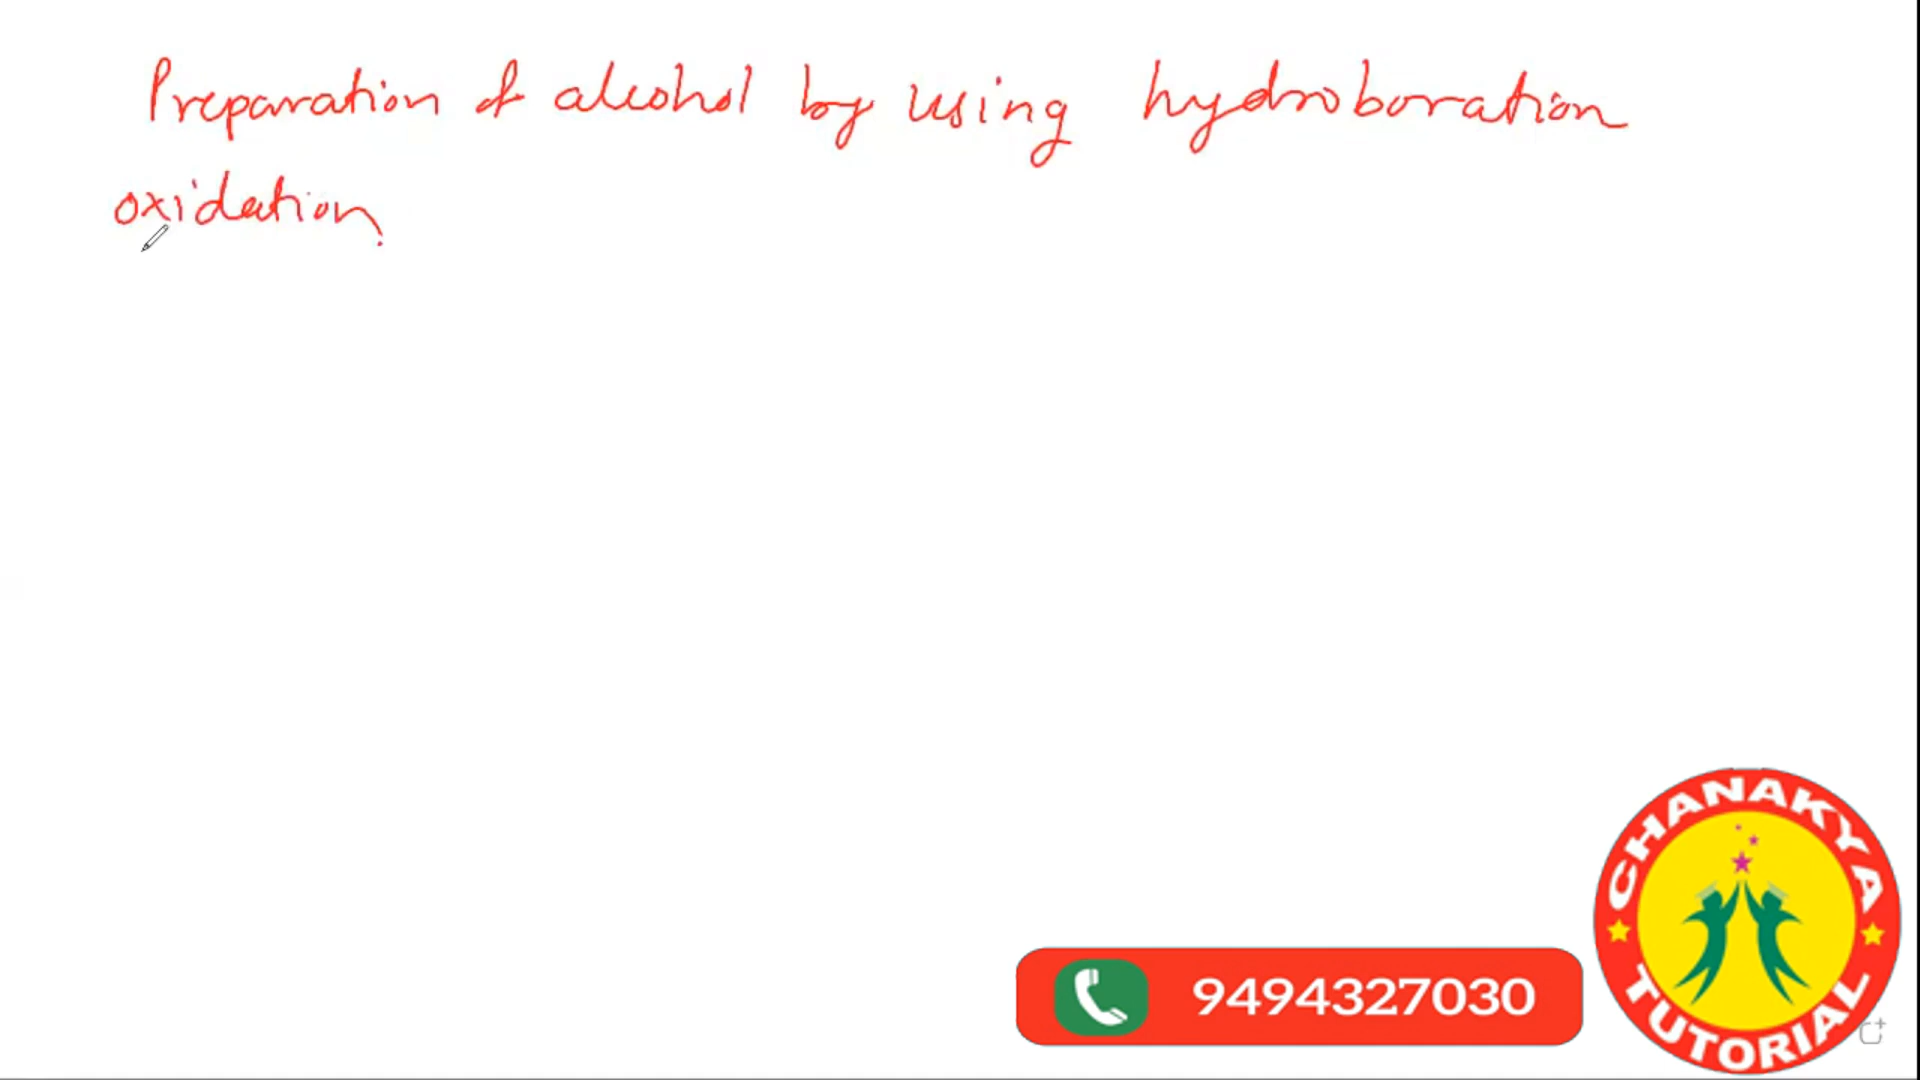 Preparation of alcohol by using hydroboration
oxidation.
9494327030
CHANAKYA
TUTORIAL